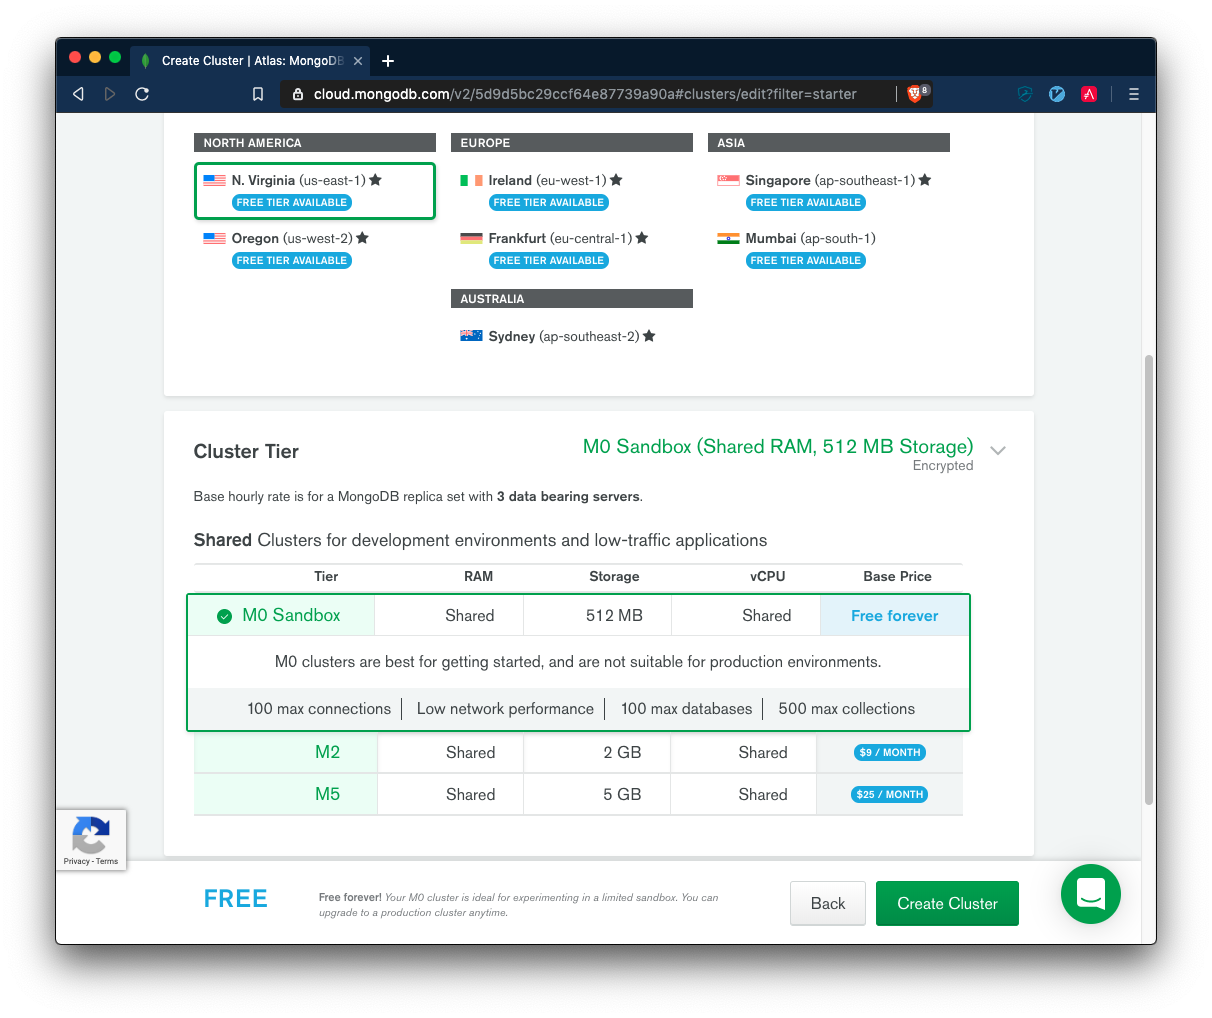 Create Cluster | Atlas: MongoDB
cloud.mongodb.com/v2/5d9d5bc29ccf64e87739a90a#clusters/edit?filter=starter
8
NORTH AMERICA
EUROPE
ASIA
N. Virginia (us-east-1)★
FREE TIER AVAILABLE
Ireland (eu-west-1)★
FREE TIER AVAILABLE
Singapore (ap-southeast-1)★
FREE TIER AVAILABLE
Oregon (us-west-2)★
FREE TIER AVAILABLE
Frankfurt (eu-central-1)★
FREE TIER AVAILABLE
Mumbai (ap-south-1)
FREE TIER AVAILABLE
AUSTRALIA
Sydney (ap-southeast-2)★
Cluster Tier
M0 Sandbox (Shared RAM, 512 MB Storage)
Encrypted
Base hourly rate is for a MongoDB replica set with 3 data bearing servers.
Shared Clusters for development environments and low-traffic applications
Tier RAM Storage vCPU Base Price
M0 Sandbox Shared 512 MB Shared Free forever
M0 clusters are best for getting started, and are not suitable for production environments.
100 max connections | Low network performance | 100 max databases | 500 max collections
M2 Shared 2 GB Shared $9 / MONTH
M5 Shared 5 GB Shared $25 / MONTH
Privacy - Terms
FREE
Free forever! Your M0 cluster is ideal for experimenting in a limited sandbox. You can
upgrade to a production cluster anytime.
Back
Create Cluster